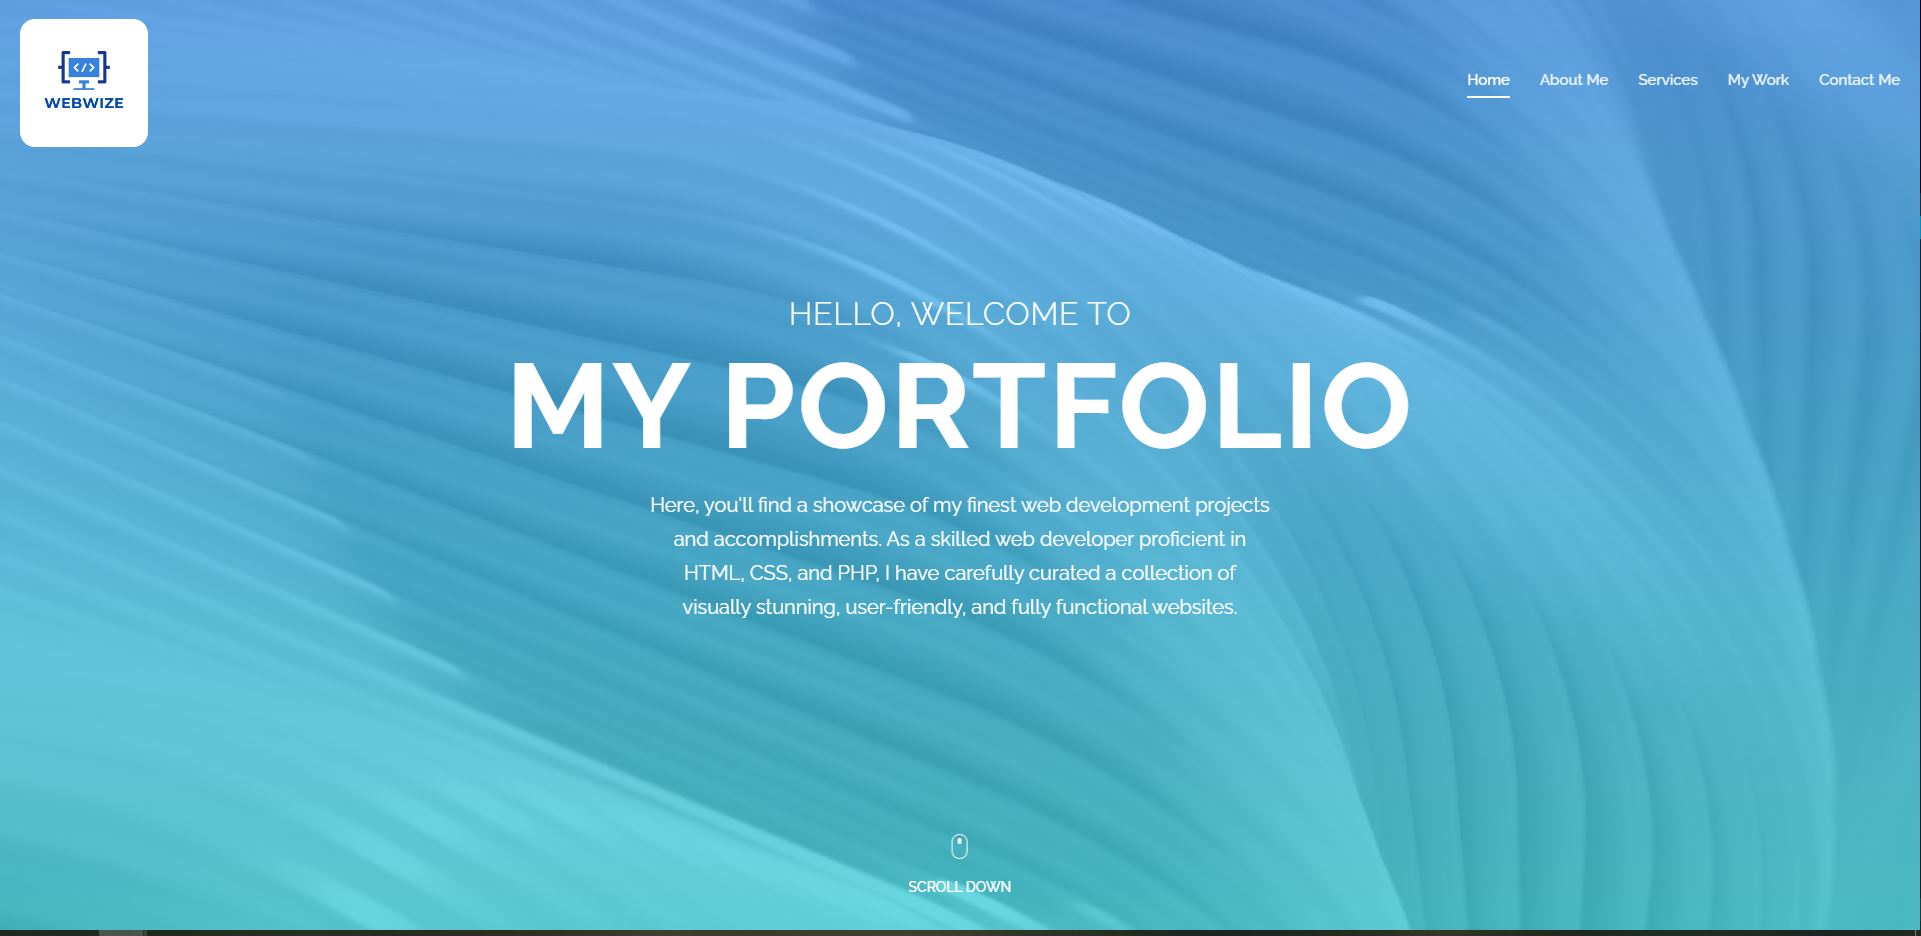 WEBWIZE
Home About Me Services My Work Contact Me
HELLO, WELCOME TO
MY PORTFOLIO
Here, you'll find a showcase of my finest web development projects
and accomplishments. As a skilled web developer proficient in
HTML, CSS, and PHP, I have carefully curated a collection of
visually stunning, user-friendly, and fully functional websites.
SCROLL DOWN